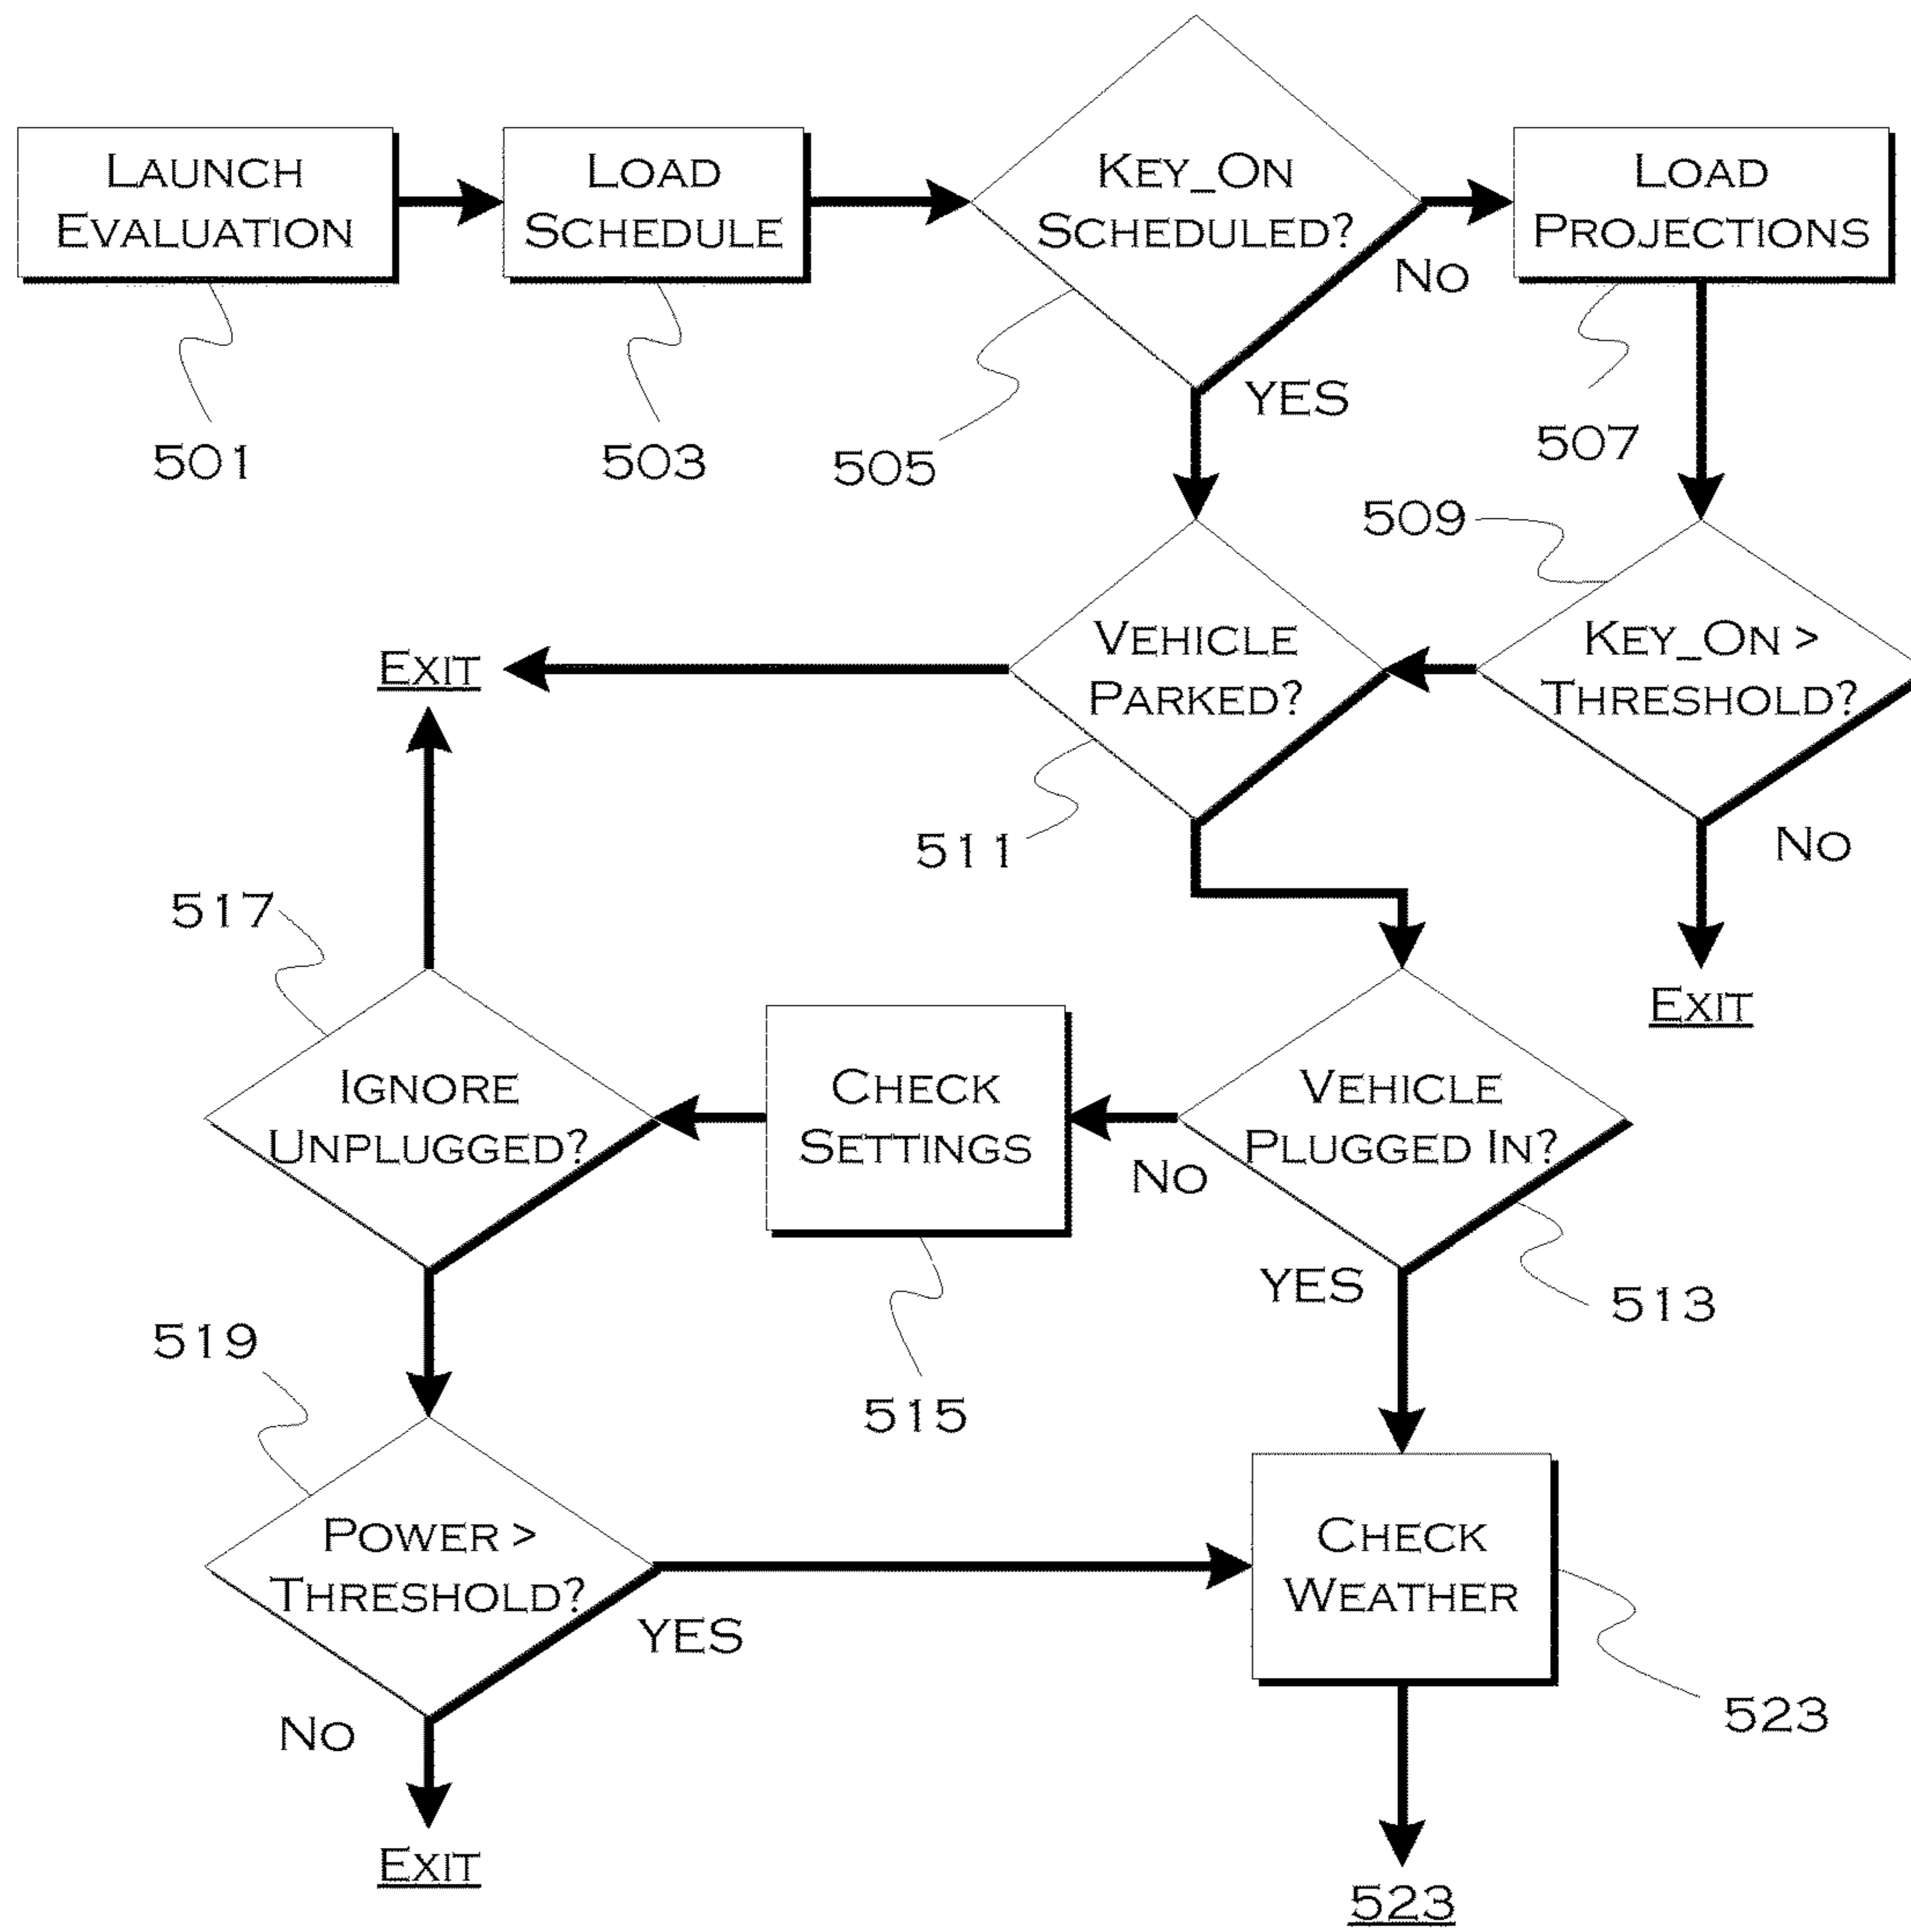 LAUNCH
EVALUATION
LOAD
SCHEDULE
KEY_ON
SCHEDULED?
LOAD
PROJECTIONS
NO
YES
501
503
505
507
509
EXIT
VEHICLE
PARKED?
KEY_ON >
THRESHOLD?
511
NO
517
EXIT
IGNORE
UNPLUGGED?
CHECK
SETTINGS
NO
VEHICLE
PLUGGED IN?
YES
513
519
515
POWER >
THRESHOLD?
YES
CHECK
WEATHER
NO
523
EXIT
523